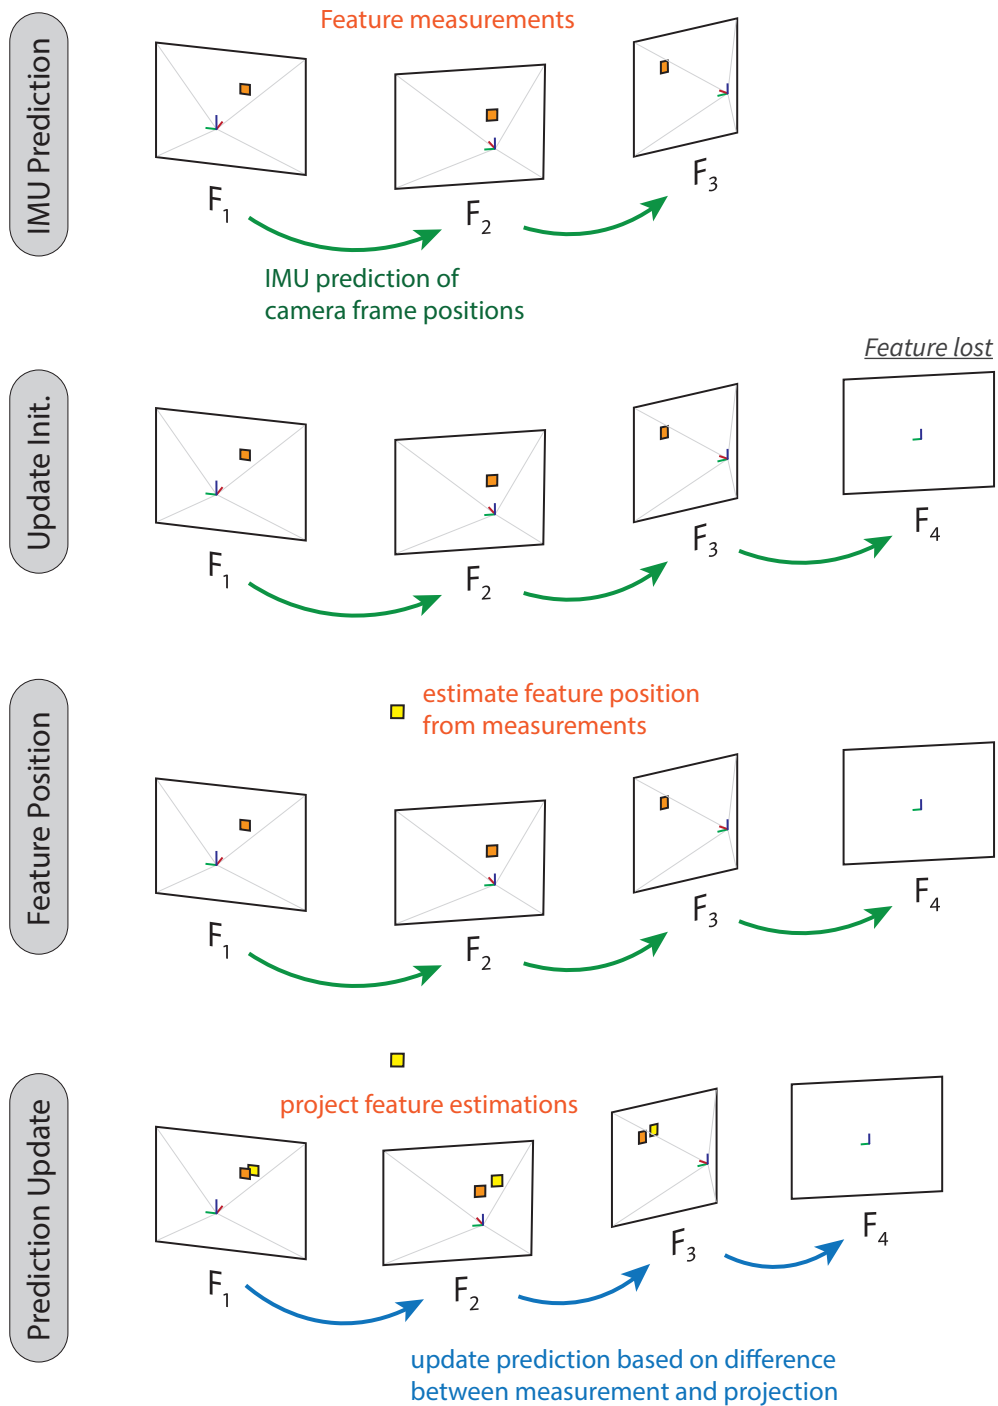 IMU Prediction
Feature measurements
F1
F2
F3
IMU prediction of
camera frame positions
Update Init.
Feature lost
F1
F2
F3
F4
Feature Position
estimate feature position
from measurements
F1
F2
F3
F4
Prediction Update
project feature estimations
F1
F2
F3
F4
update prediction based on difference
between measurement and projection